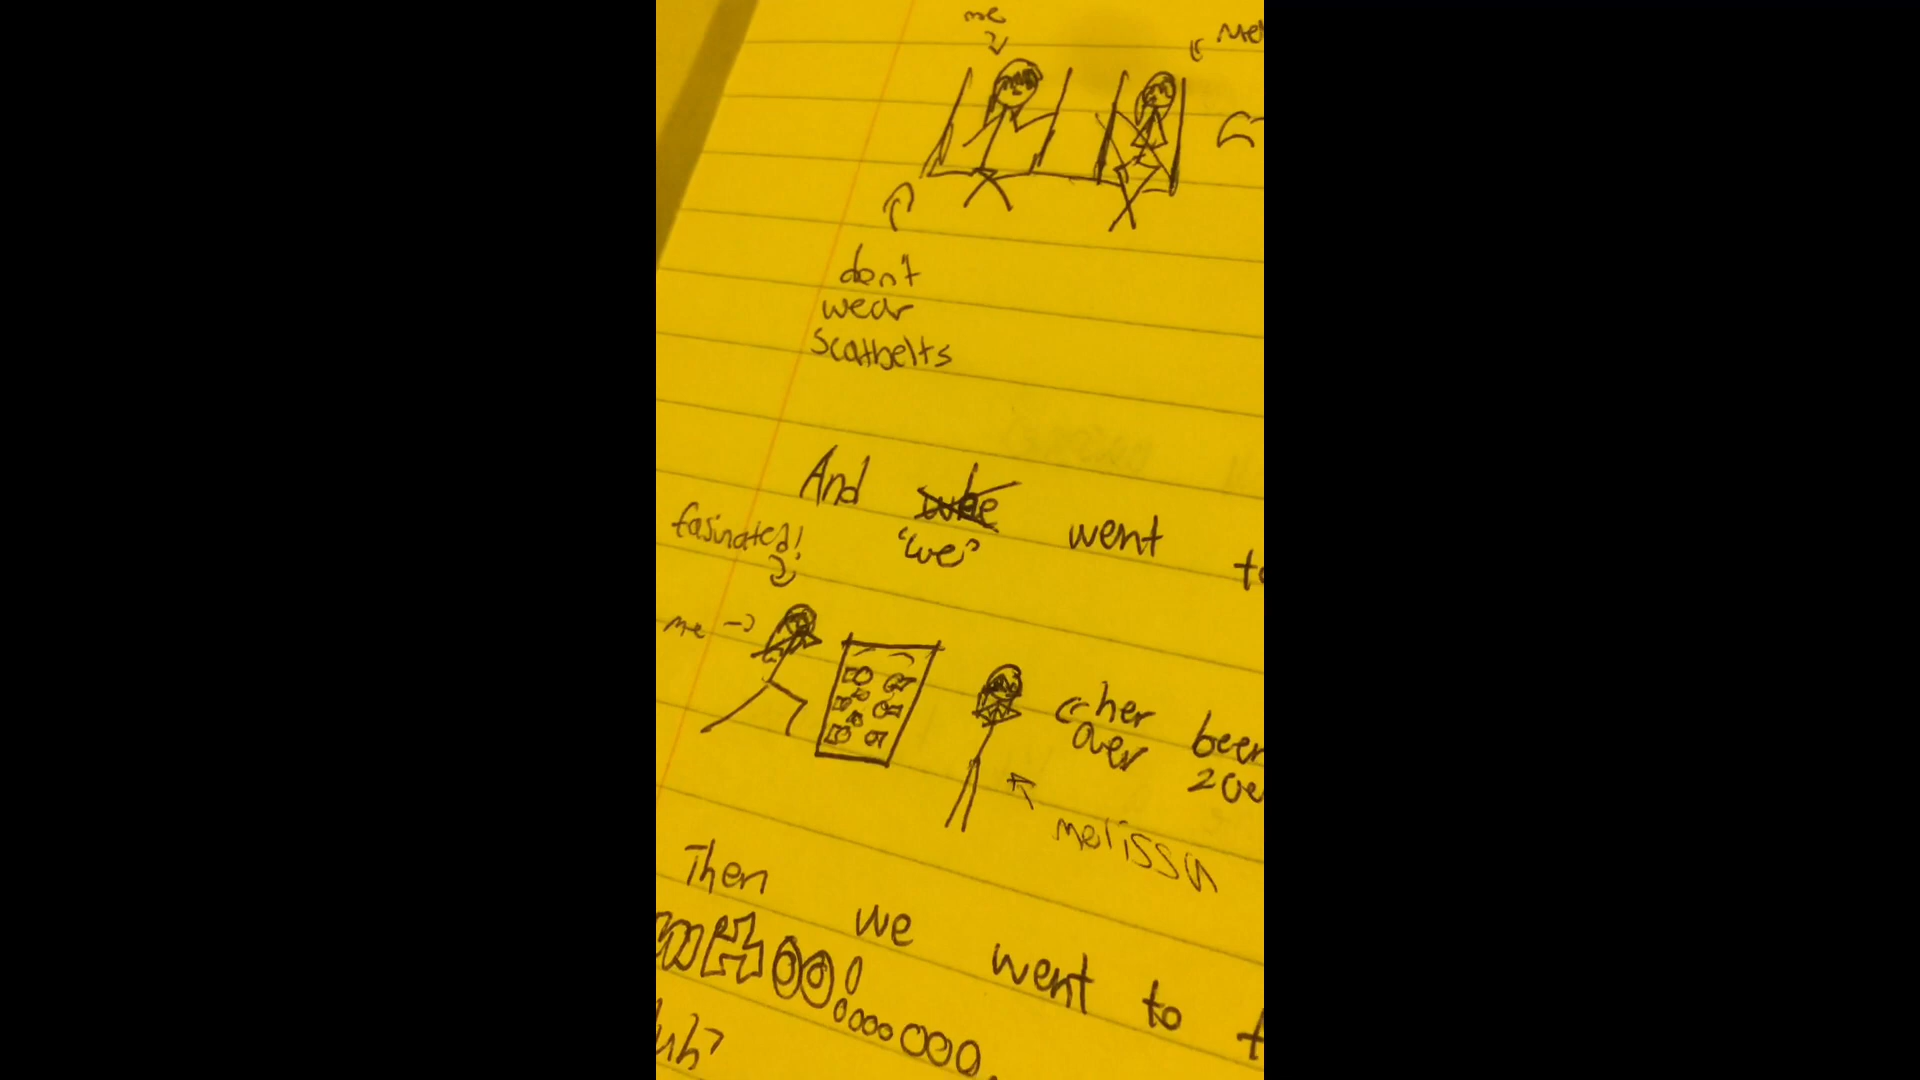 me
Mel
don't
wear
Seatbelts
And we went to
"we"
fasinated!
me
her been
over
Melissa
Then we went to